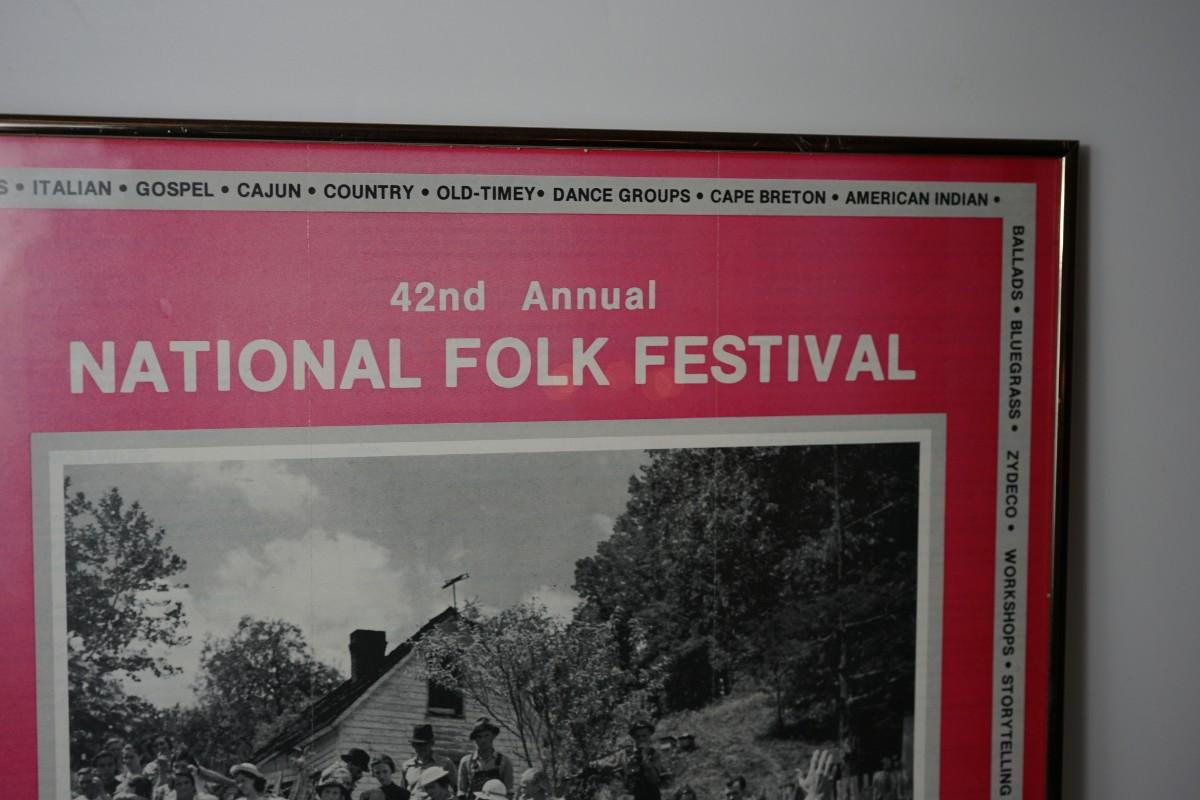 • ITALIAN • GOSPEL • CAJUN • COUNTRY • OLD-TIMEY• DANCE GROUPS • CAPE BRETON • AMERICAN INDIAN •
BALLADS • BLUEGRASS • ZYDECO • WORKSHOPS • STORYTELLING
42nd Annual
NATIONAL FOLK FESTIVAL